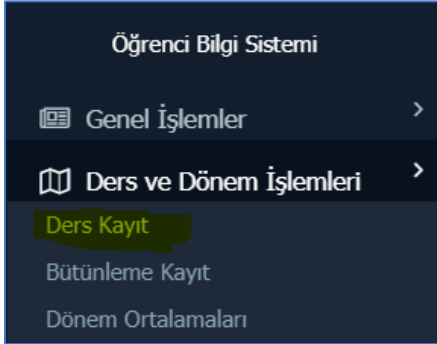 Öğrenci Bilgi Sistemi
Genel İşlemler
Ders ve Dönem İşlemleri
Ders Kayıt
Bütünleme Kayıt
Dönem Ortalamaları